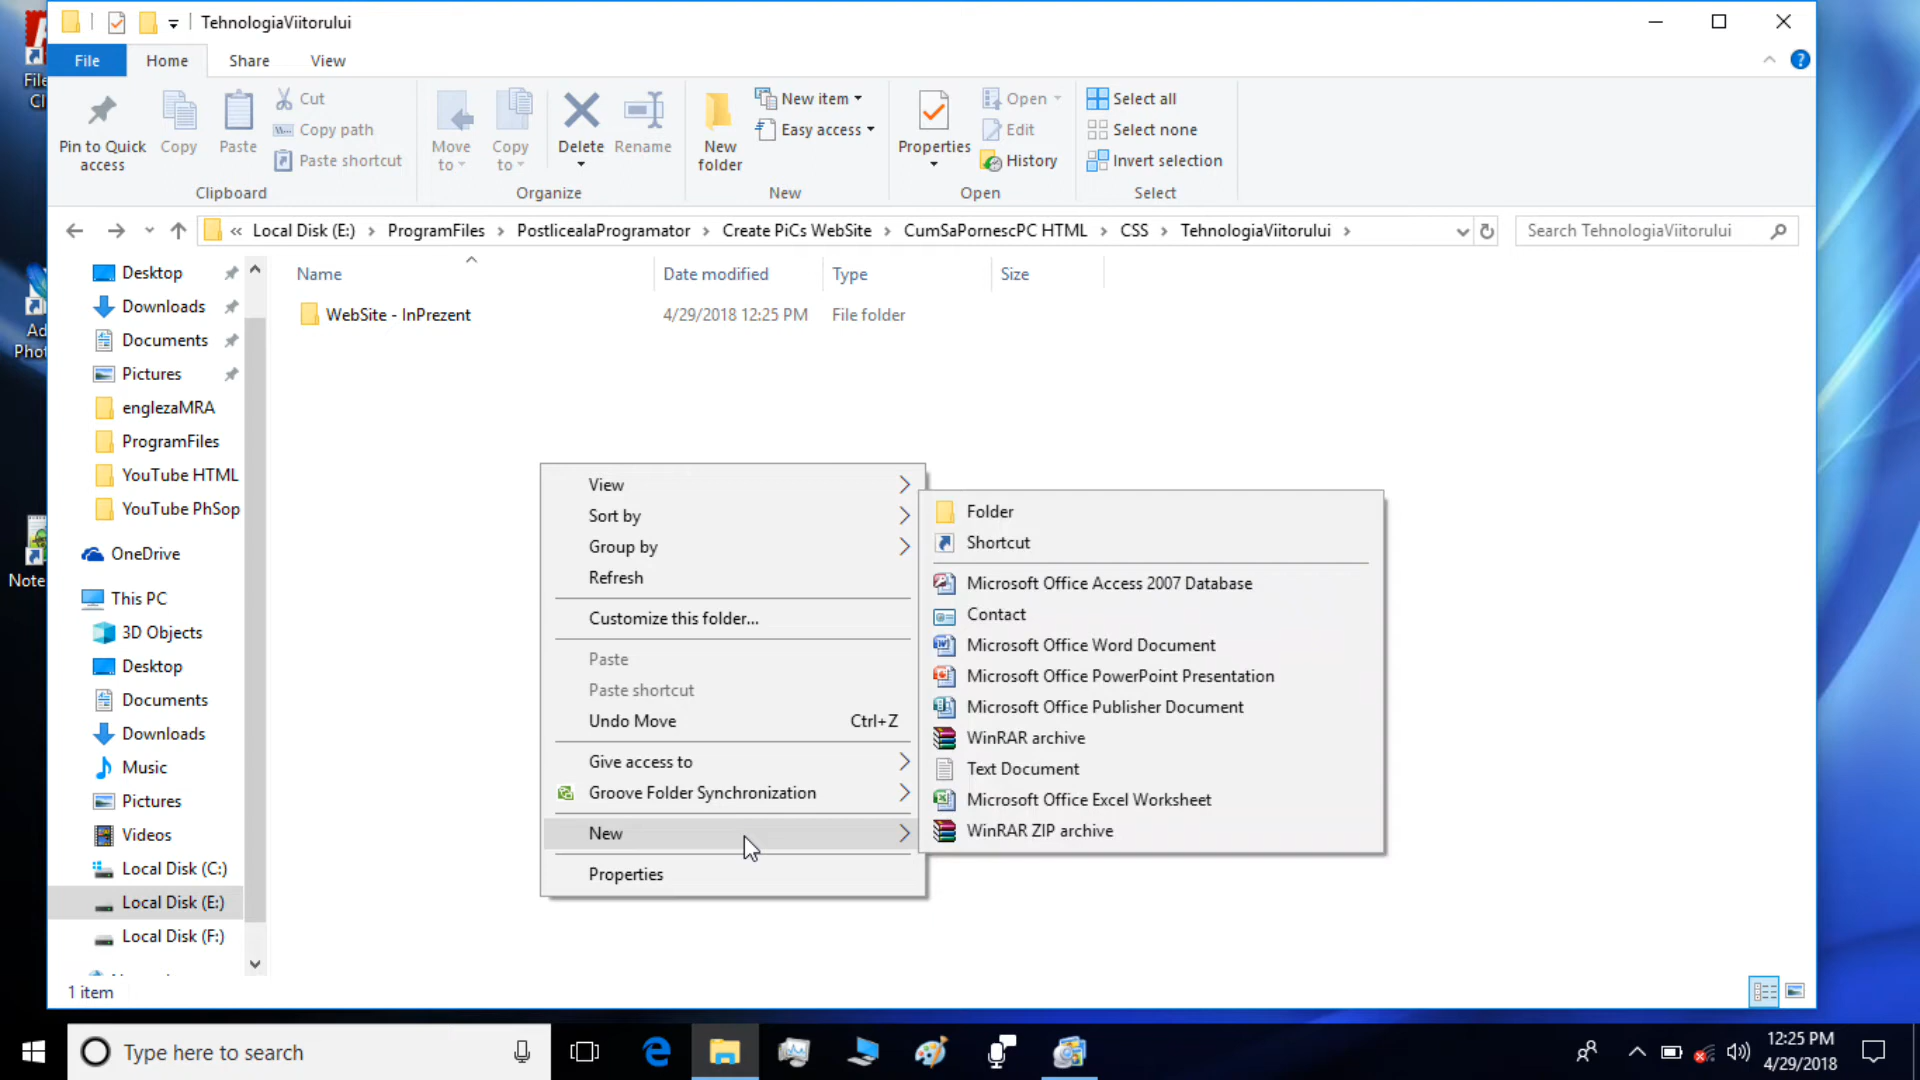 TehnologiaViitorului
File
Home
Share
View
Pin to Quick access
Copy
Paste
Cut
Copy path
Paste shortcut
Clipboard
Move to
Copy to
Delete
Rename
Organize
New folder
New item
Easy access
New
Properties
Open
Edit
History
Open
Select all
Select none
Invert selection
Select
« Local Disk (E:) > ProgramFiles > PostlicealaProgramator > Create PiCs WebSite > CumSaPornescPC HTML > CSS > TehnologiaViitorului >
Search TehnologiaViitorului
Desktop
Downloads
Documents
Pictures
englezaMRA
ProgramFiles
YouTube HTML
YouTube PhSop
OneDrive
This PC
3D Objects
Desktop
Documents
Downloads
Music
Pictures
Videos
Local Disk (C:)
Local Disk (E:)
Local Disk (F:)
Name Date modified Type Size
WebSite - InPrezent 4/29/2018 12:25 PM File folder
View
Sort by
Group by
Refresh
Customize this folder...
Paste
Paste shortcut
Undo Move Ctrl+Z
Give access to
Groove Folder Synchronization
New
Properties
Folder
Shortcut
Microsoft Office Access 2007 Database
Contact
Microsoft Office Word Document
Microsoft Office PowerPoint Presentation
Microsoft Office Publisher Document
WinRAR archive
Text Document
Microsoft Office Excel Worksheet
WinRAR ZIP archive
1 item
File
Cl
Ad
Phot
Note
Type here to search
12:25 PM
4/29/2018